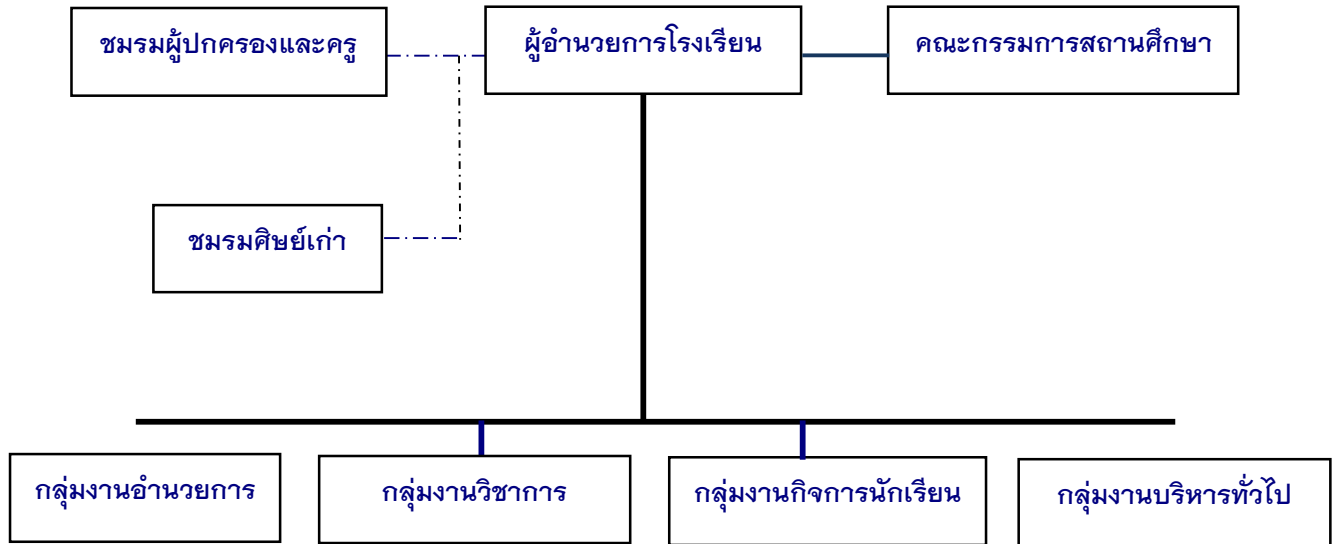 ชมรมผู้ปกครองและครู
ผู้อำนวยการโรงเรียน
คณะกรรมการสถานศึกษา
ชมรมศิษย์เก่า
กลุ่มงานอำนวยการ
กลุ่มงานวิชาการ
กลุ่มงานกิจการนักเรียน
กลุ่มงานบริหารทั่วไป